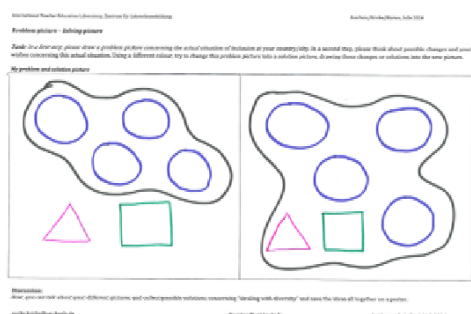 International Teacher Education Laboratory, Zentrum für Lehrerinnenbildung
Problem picture – Solving picture
Task: In a first step, please draw a problem picture concerning the actual situation of inclusion at your country/city. In a second step, please think about possible changes and your
wishes concerning this actual situation. Using a different colour, try to change this problem picture into a solution picture, drawing these changes or solutions into the new picture.
My problem and solution picture
Discussion:
Now, you can talk about your different pictures and collect possible solutions concerning "dealing with diversity" and save the ideas all together on a poster.